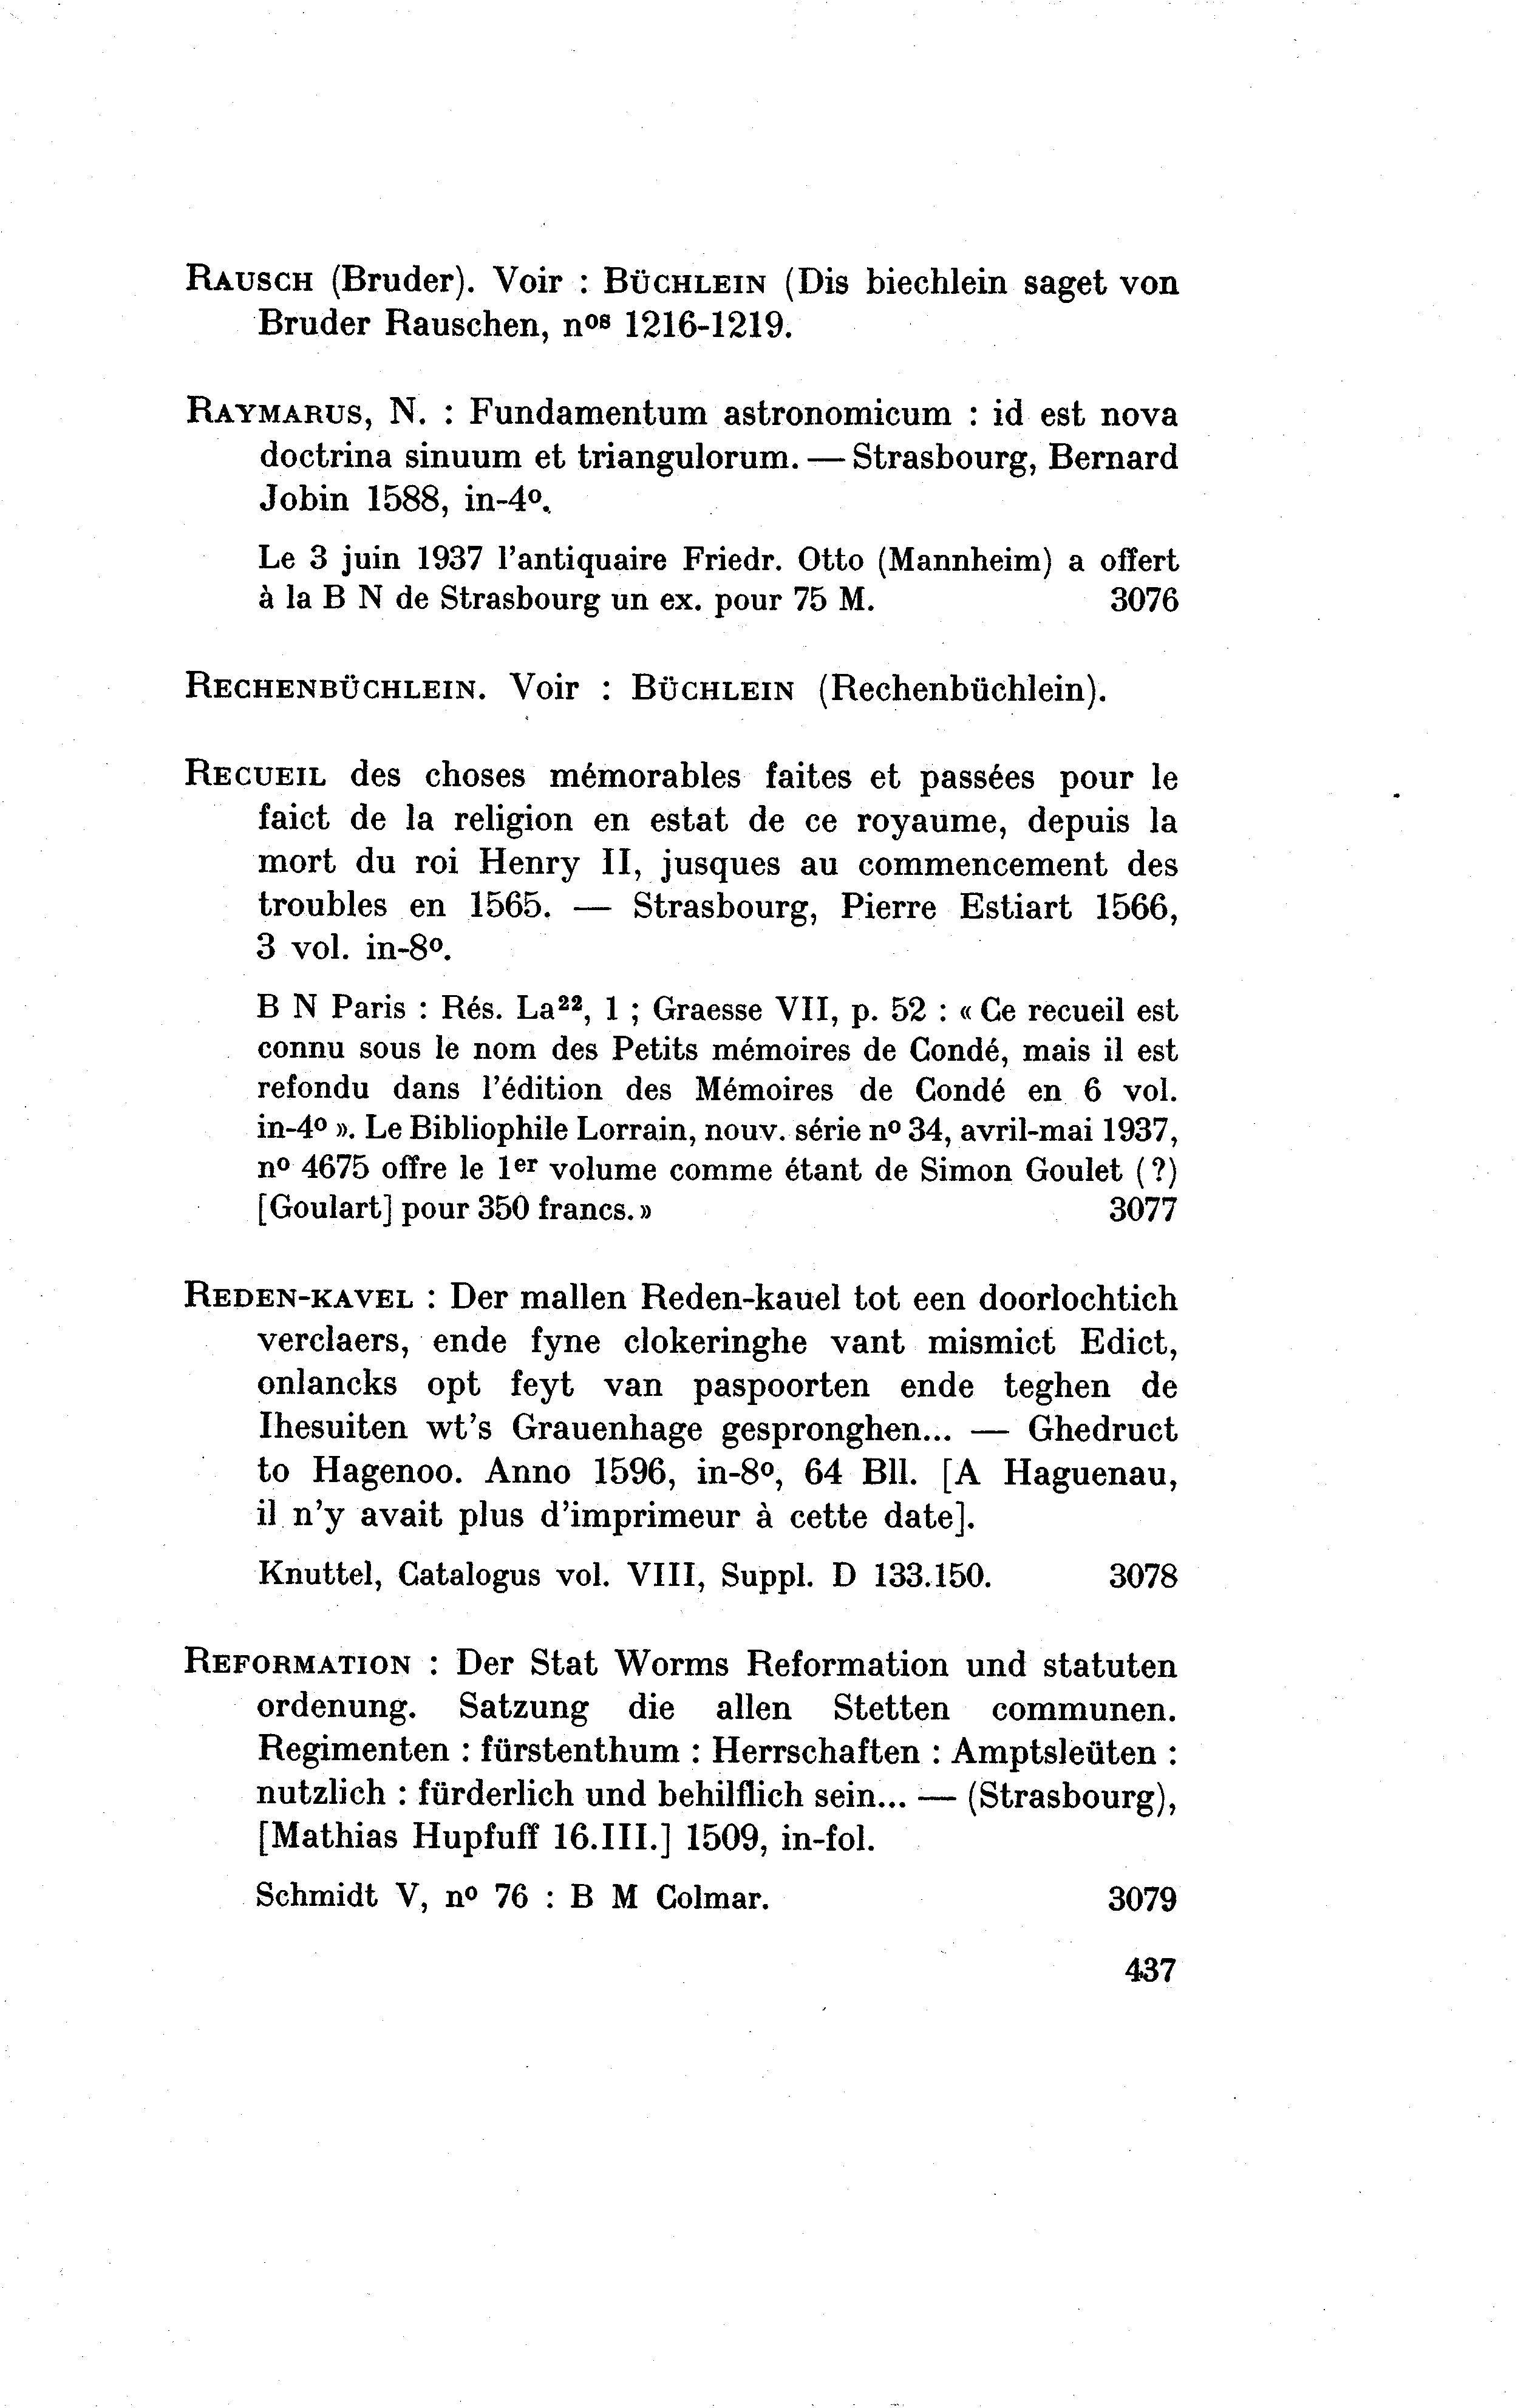 RAUSCH (Bruder). Voir : BÜCHLEIN (Dis biechlein saget von
Bruder Rauschen, nos 1216-1219.
RAYMARUS, N. : Fundamentum astronomicum : id est nova
doctrina sinuum et triangulorum. — Strasbourg, Bernard
Jobin 1588, in-4o.
Le 3 juin 1937 l'antiquaire Friedr. Otto (Mannheim) a offert
à la B N de Strasbourg un ex. pour 75 M. 3076
RECHENBÜCHLEIN. Voir : BÜCHLEIN (Rechenbüchlein).
RECUEIL des choses mémorables faites et passées pour le
faict de la religion en estat de ce royaume, depuis la
mort du roi Henry II, jusques au commencement des
troubles en 1565. — Strasbourg, Pierre Estiart 1566,
3 vol. in-8o.
B N Paris : Rés. La²², 1 ; Graesse VII, p. 52 : « Ce recueil est
connu sous le nom des Petits mémoires de Condé, mais il est
refondu dans l'édition des Mémoires de Condé en 6 vol.
in-4o ». Le Bibliophile Lorrain, nouv. série no 34, avril-mai 1937,
no 4675 offre le 1er volume comme étant de Simon Goulet (?)
[Goulart] pour 350 francs. » 3077
REDEN-KAVEL : Der mallen Reden-kauel tot een doorlochtich
verclaers, ende fyne clokeringhe vant mismict Edict,
onlancks opt feyt van paspoorten ende teghen de
Ihesuiten wt's Grauenhage gespronghen... — Ghedruct
to Hagenoo. Anno 1596, in-8o, 64 Bll. [A Haguenau,
il n'y avait plus d'imprimeur à cette date].
Knuttel, Catalogus vol. VIII, Suppl. D 133.150. 3078
REFORMATION : Der Stat Worms Reformation und statuten
ordenung. Satzung die allen Stetten communen.
Regimenten : fürstenthum : Herrschaften : Amptsleüten :
nutzlich : fürderlich und behilflich sein... — (Strasbourg),
[Mathias Hupfuff 16.III.] 1509, in-fol.
Schmidt V, no 76 : B M Colmar. 3079
437